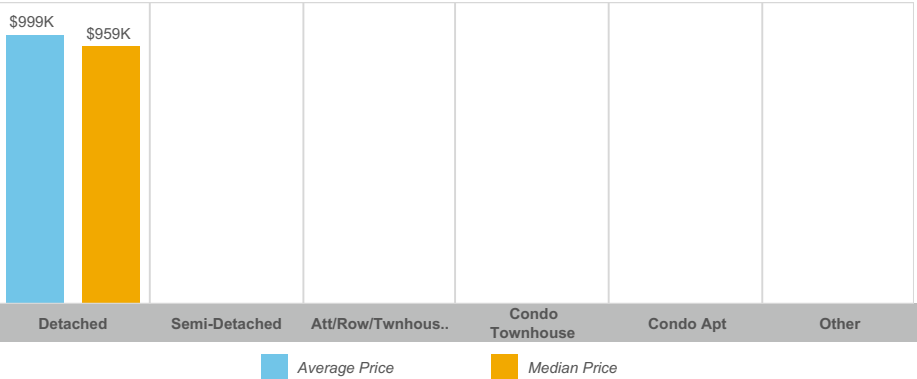 $999K
$959K
Detached
Semi-Detached
Att/Row/Twnhous..
Condo
Townhouse
Condo Apt
Other
Average Price
Median Price